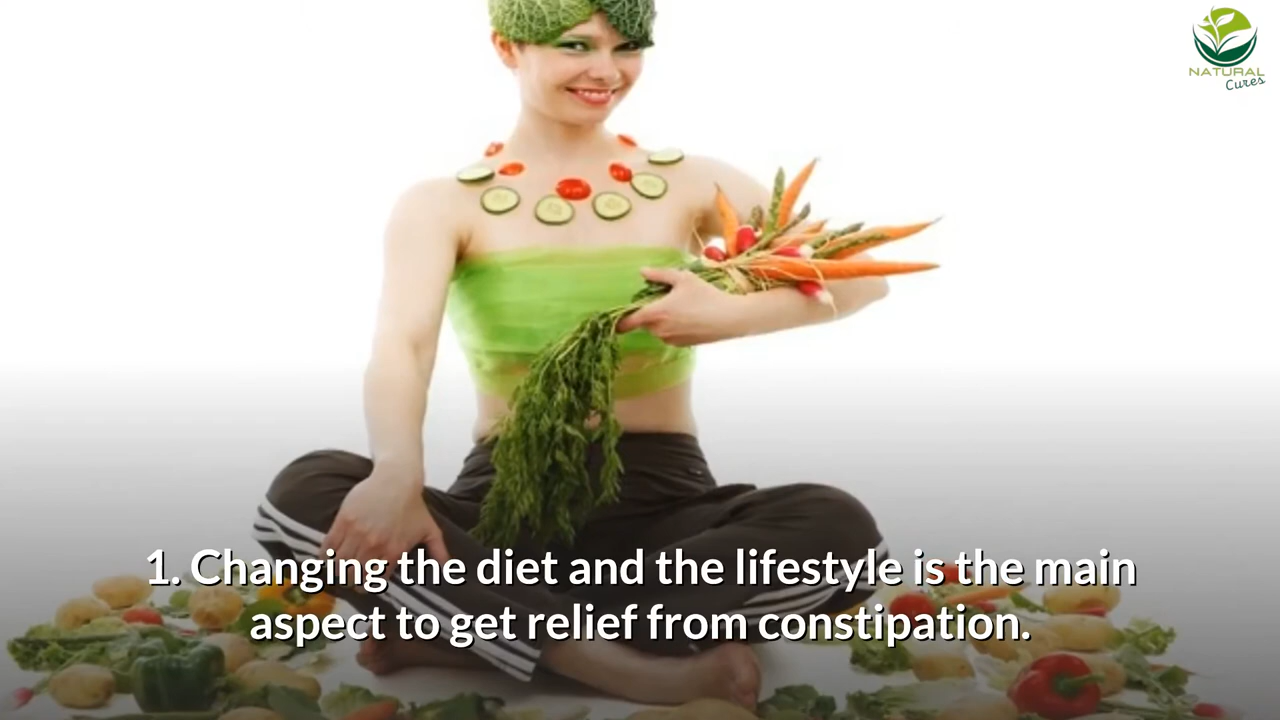 NATURAL
Cures
1. Changing the diet and the lifestyle is the main
aspect to get relief from constipation.